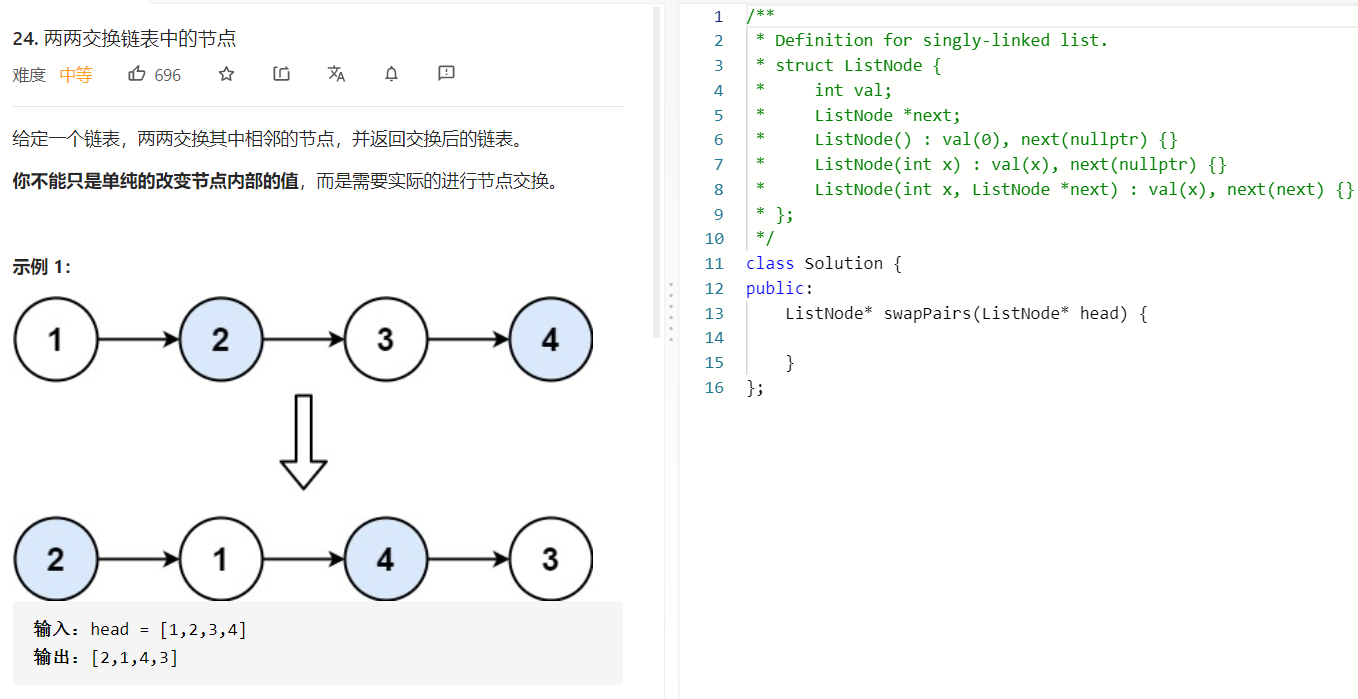 24. 两两交换链表中的节点
难度 中等 696
给定一个链表，两两交换其中相邻的节点，并返回交换后的链表。
你不能只是单纯的改变节点内部的值，而是需要实际的进行节点交换。
示例 1：
1 2 3 4
2 1 4 3
输入：head = [1,2,3,4]
输出：[2,1,4,3]
1 /**
2  * Definition for singly-linked list.
3  * struct ListNode {
4  *     int val;
5  *     ListNode *next;
6  *     ListNode() : val(0), next(nullptr) {}
7  *     ListNode(int x) : val(x), next(nullptr) {}
8  *     ListNode(int x, ListNode *next) : val(x), next(next) {}
9  * };
10  */
11 class Solution {
12 public:
13     ListNode* swapPairs(ListNode* head) {
14
15     }
16 };